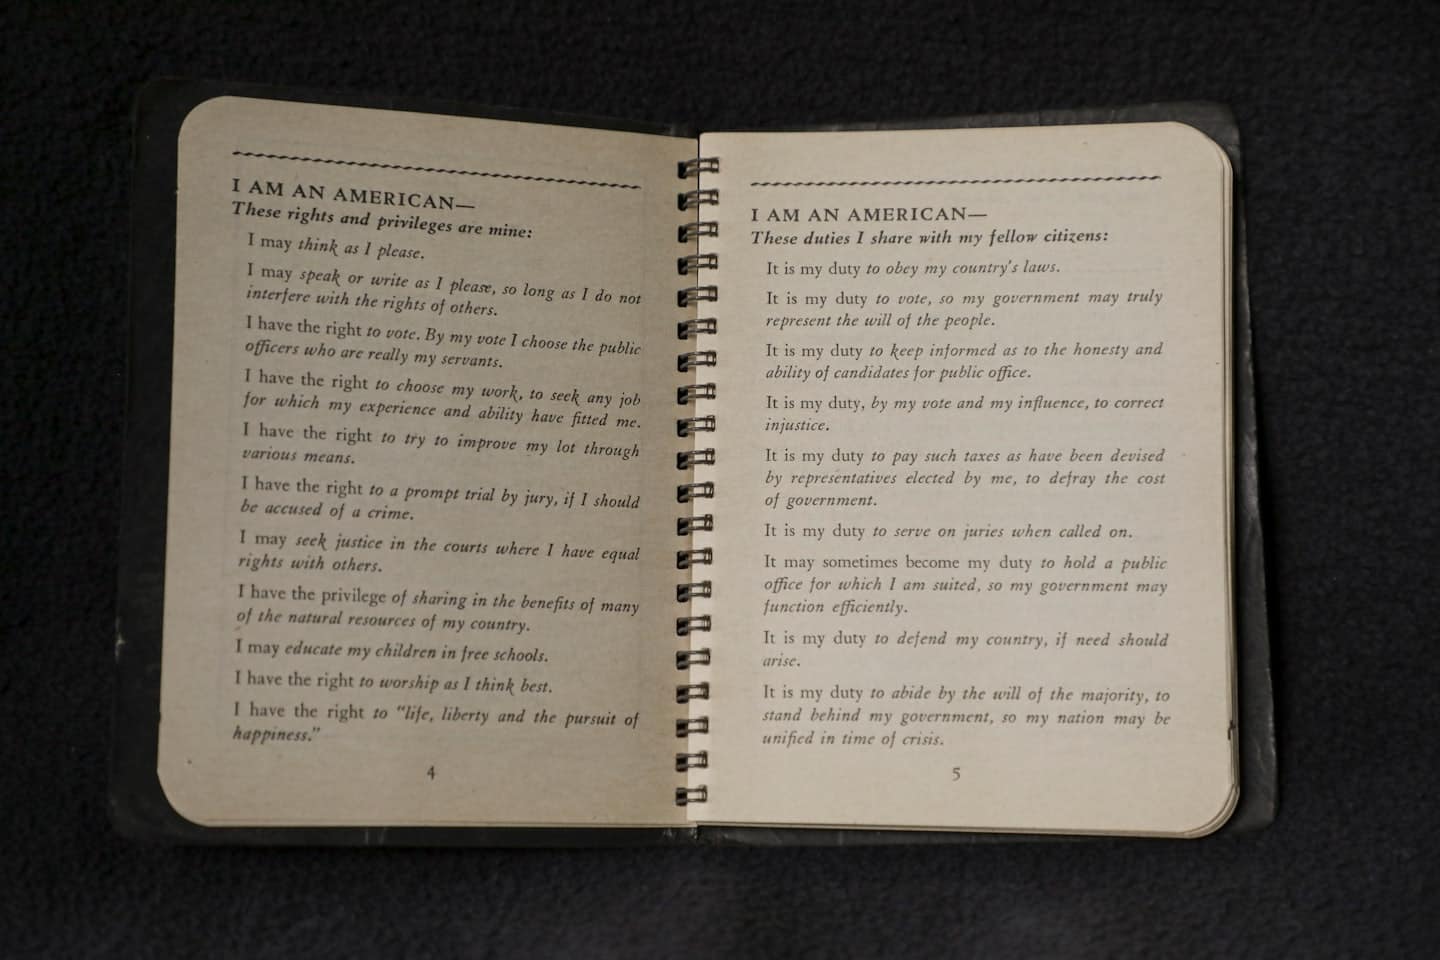 I AM AN AMERICAN—
These rights and privileges are mine:
I may think as I please.
I may speak or write as I please, so long as I do not
interfere with the rights of others.
I have the right to vote. By my vote I choose the public
officers who are really my servants.
I have the right to choose my work, to seek any job
for which my experience and ability have fitted me.
I have the right to try to improve my lot through
various means.
I have the right to a prompt trial by jury, if I should
be accused of a crime.
I may seek justice in the courts where I have equal
rights with others.
I have the privilege of sharing in the benefits of many
of the natural resources of my country.
I may educate my children in free schools.
I have the right to worship as I think best.
I have the right to “life, liberty and the pursuit of
happiness.”
4
I AM AN AMERICAN—
These duties I share with my fellow citizens:
It is my duty to obey my country's laws.
It is my duty to vote, so my government may truly
represent the will of the people.
It is my duty to keep informed as to the honesty and
ability of candidates for public office.
It is my duty, by my vote and my influence, to correct
injustice.
It is my duty to pay such taxes as have been devised
by representatives elected by me, to defray the cost
of government.
It is my duty to serve on juries when called on.
It may sometimes become my duty to hold a public
office for which I am suited, so my government may
function efficiently.
It is my duty to defend my country, if need should
arise.
It is my duty to abide by the will of the majority, to
stand behind my government, so my nation may be
unified in time of crisis.
5